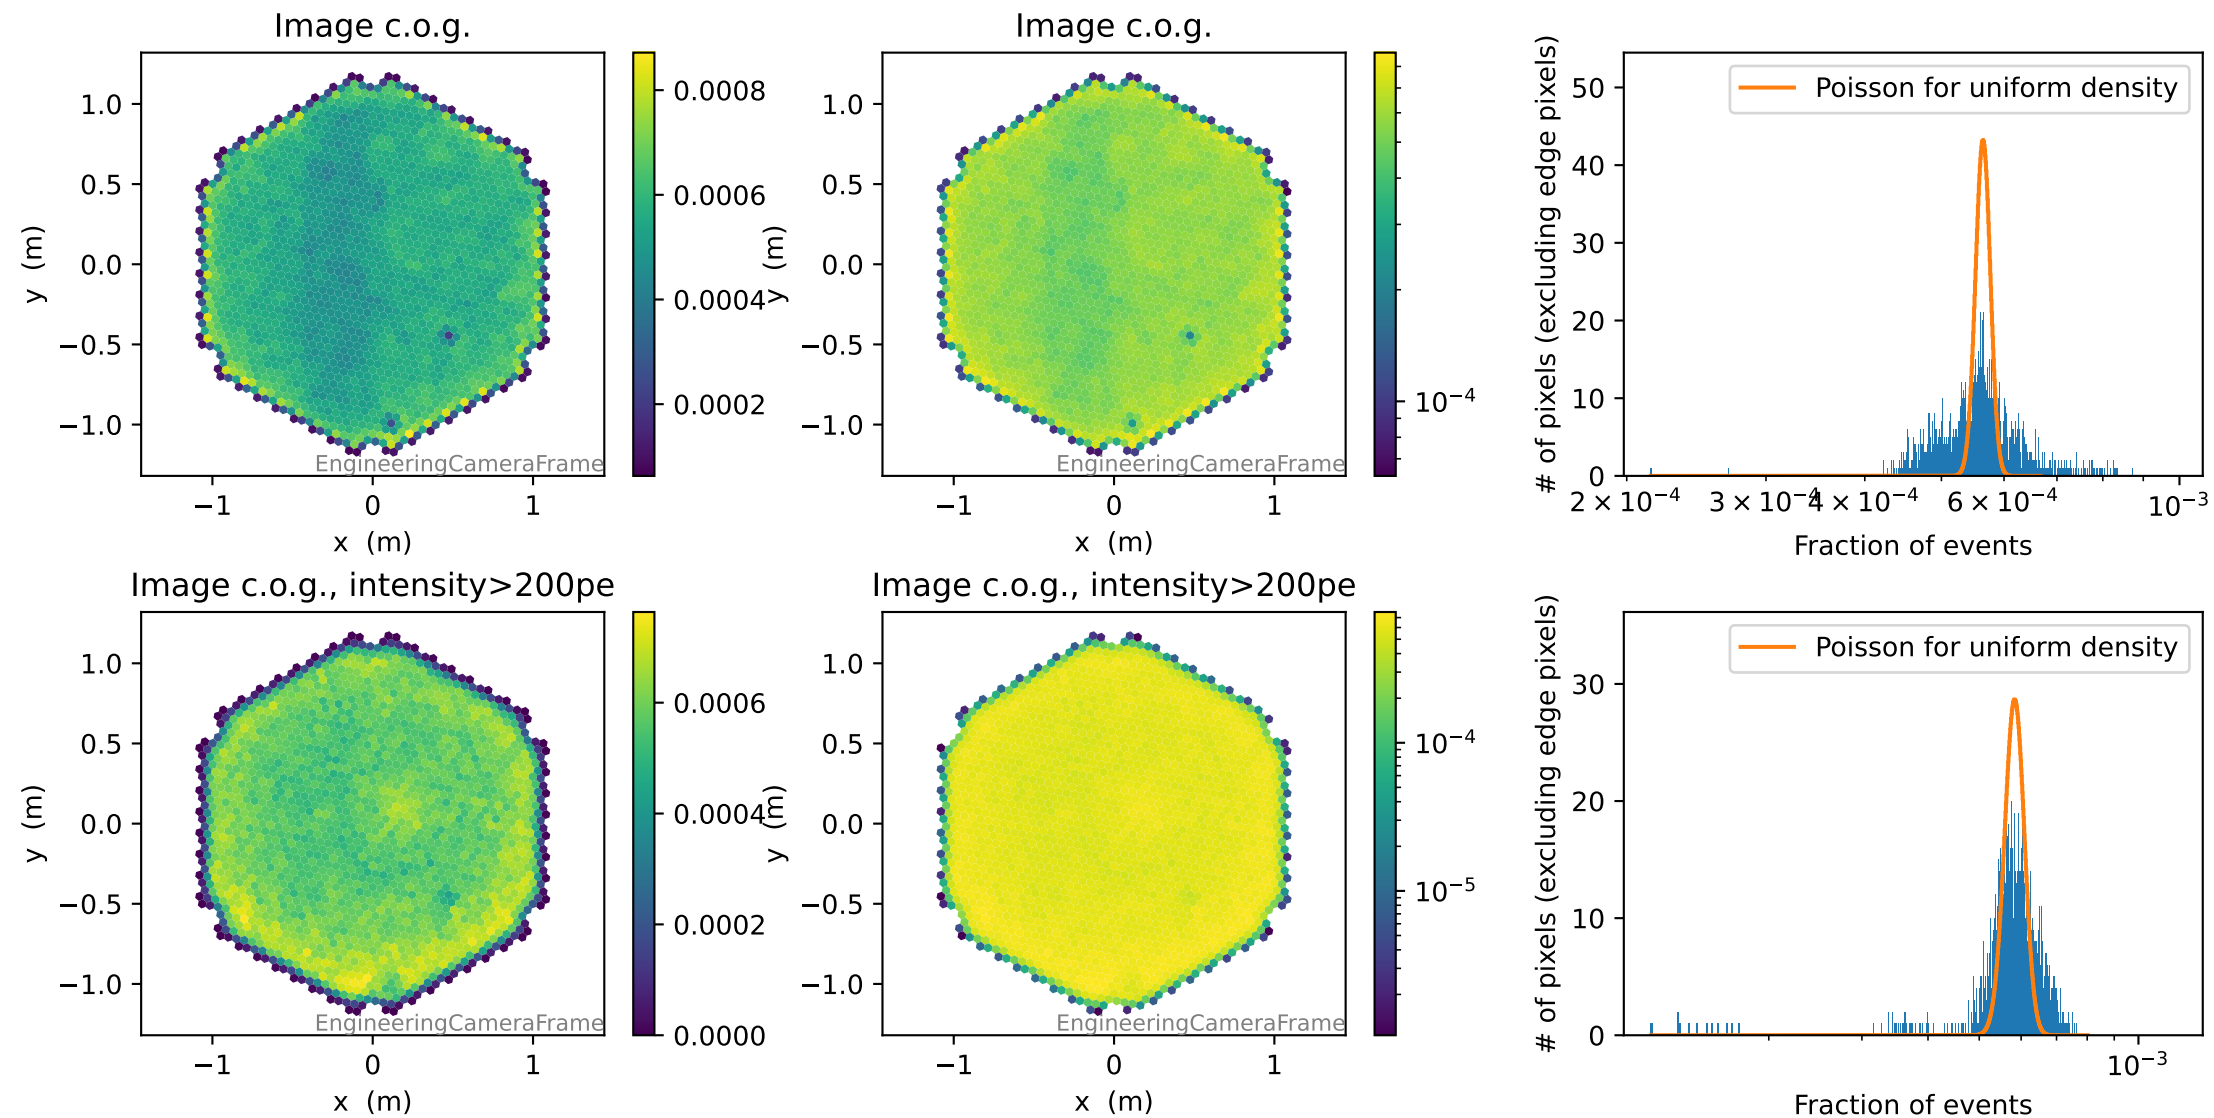 Image c.o.g.
1.0
0.5
0.0
−0.5
−1.0
y (m)
−1
0
1
x (m)
EngineeringCameraFrame
0.0008
0.0006
0.0004
0.0002
Image c.o.g.
1.0
0.5
0.0
−0.5
−1.0
y (m)
−1
0
1
x (m)
EngineeringCameraFrame
10⁻⁴
# of pixels (excluding edge pixels)
50
40
30
20
10
0
Poisson for uniform density
2 × 10⁻⁴
3 × 10⁻⁴
4 × 10⁻⁴
6 × 10⁻⁴
10⁻³
Fraction of events
Image c.o.g., intensity>200pe
1.0
0.5
0.0
−0.5
−1.0
y (m)
−1
0
1
x (m)
EngineeringCameraFrame
0.0006
0.0004
0.0002
0.0000
Image c.o.g., intensity>200pe
1.0
0.5
0.0
−0.5
−1.0
y (m)
−1
0
1
x (m)
EngineeringCameraFrame
10⁻⁴
10⁻⁵
# of pixels (excluding edge pixels)
30
20
10
0
Poisson for uniform density
10⁻³
Fraction of events